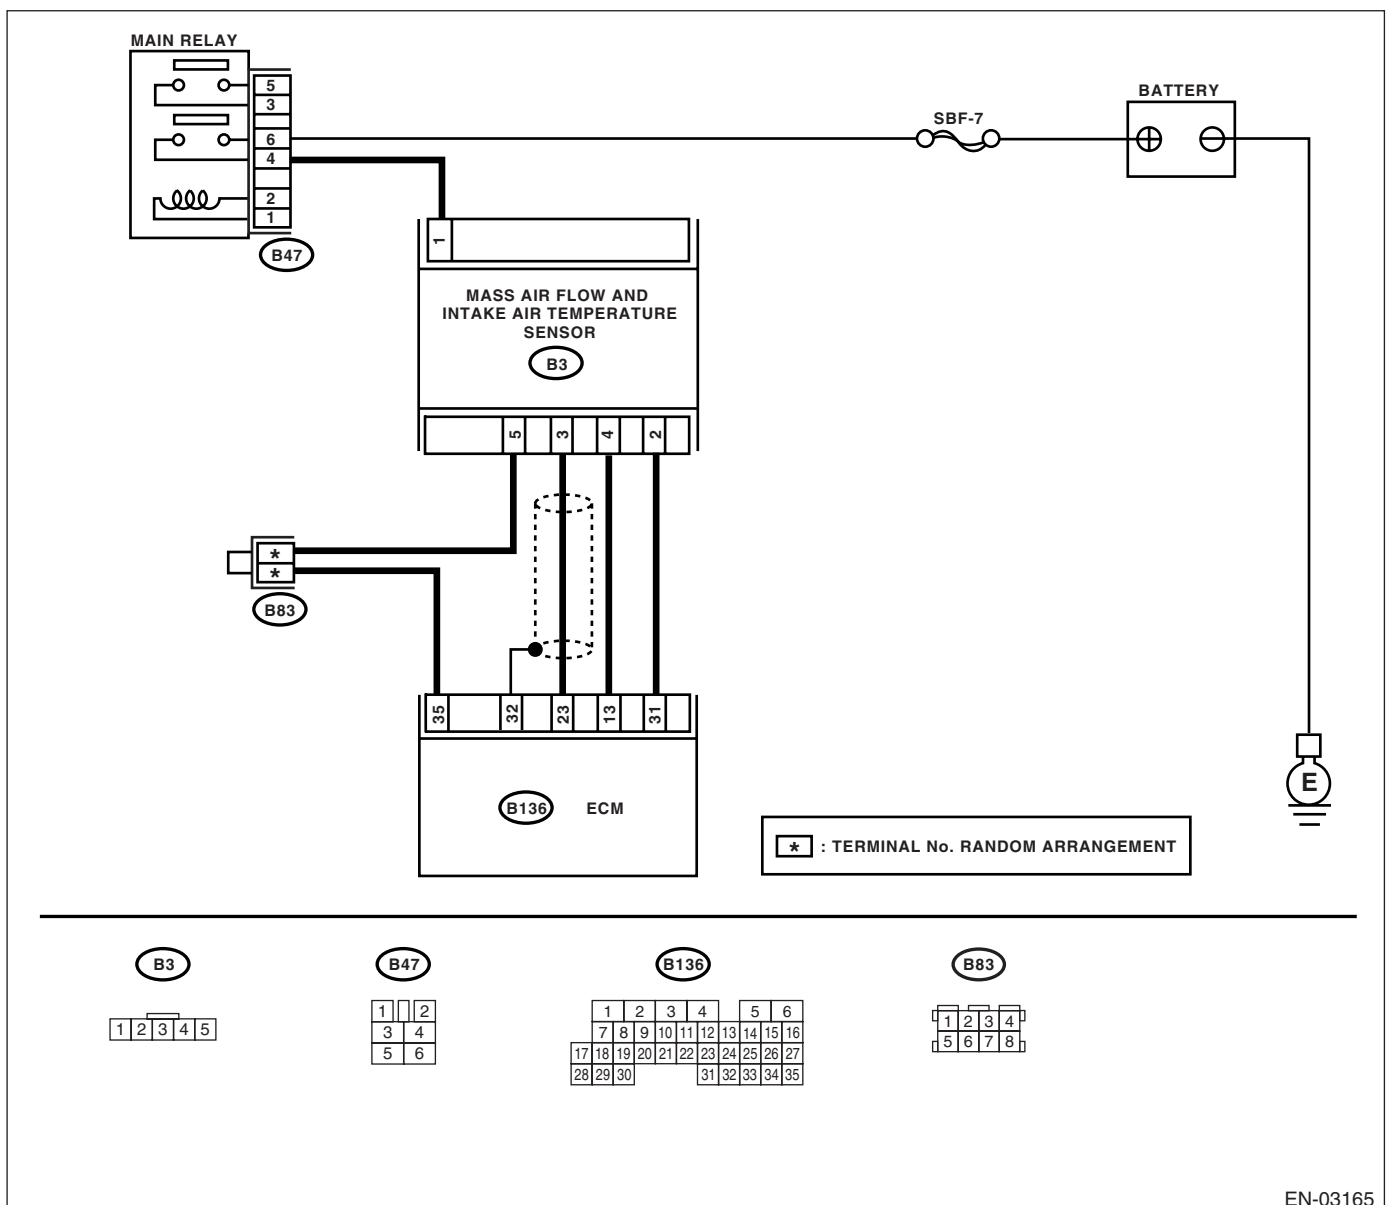 MAIN RELAY
5
3
6
4
2
1
B47
SBF-7
BATTERY
1
MASS AIR FLOW AND
INTAKE AIR TEMPERATURE
SENSOR
B3
5 3 4 2
*
*
B83
35 32 23 13 31
B136 ECM
E
* : TERMINAL No. RANDOM ARRANGEMENT
B3
1 2 3 4 5
B47
1 2
3 4
5 6
B136
1 2 3 4 5 6
7 8 9 10 11 12 13 14 15 16
17 18 19 20 21 22 23 24 25 26 27
28 29 30 31 32 33 34 35
B83
1 2 3 4
5 6 7 8
EN-03165